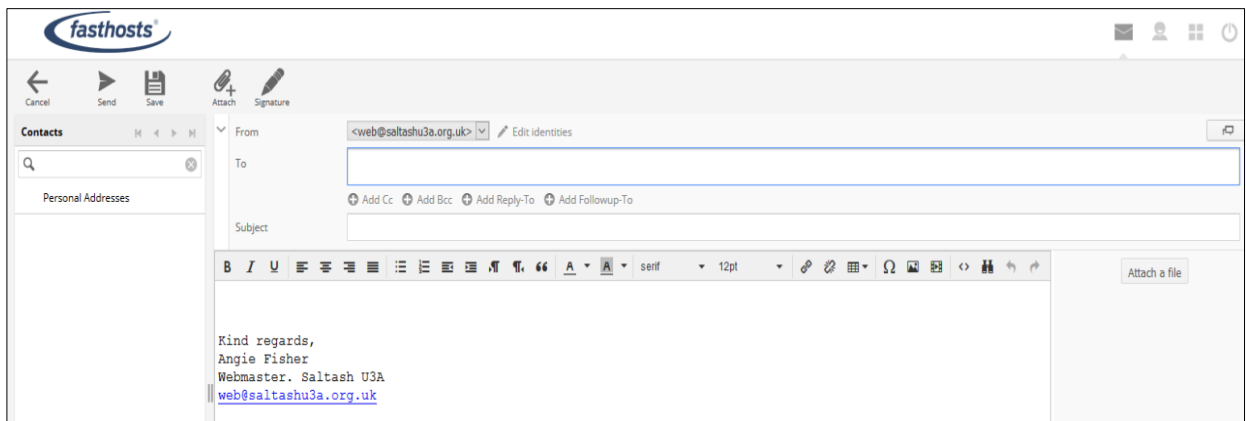 fasthosts®
Cancel Send Save Attach Signature
Contacts
Personal Addresses
From <web@saltashu3a.org.uk> Edit identities
To
Add Cc Add Bcc Add Reply-To Add Followup-To
Subject
B I U A A serif 12pt Ω
Attach a file
Kind regards,
Angie Fisher
Webmaster. Saltash U3A
web@saltashu3a.org.uk